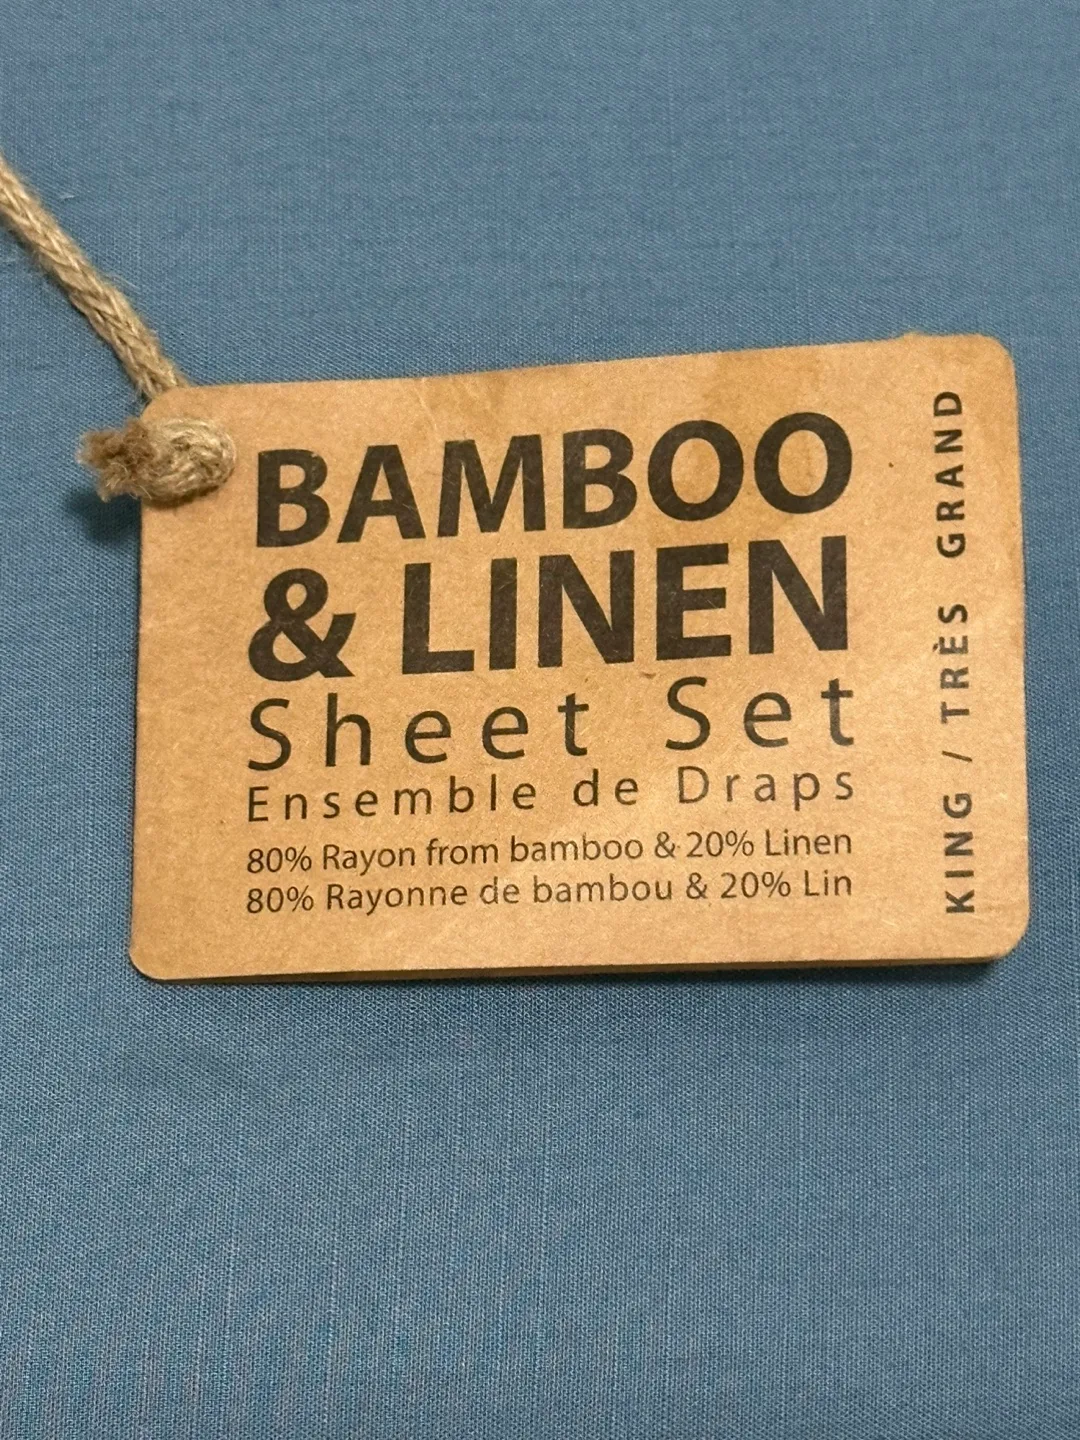 BAMBOO
& LINEN
Sheet Set
Ensemble de Draps
80% Rayon from bamboo & 20% Linen
80% Rayonne de bambou & 20% Lin
KING / TRÈS GRAND